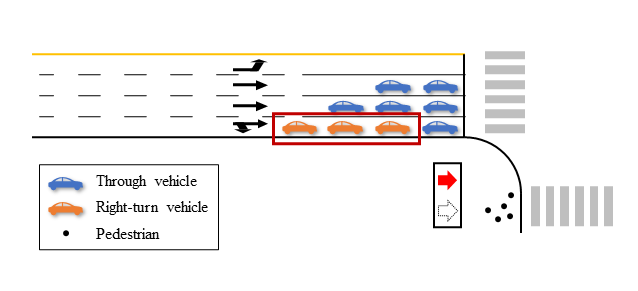 Through vehicle
Right-turn vehicle
Pedestrian